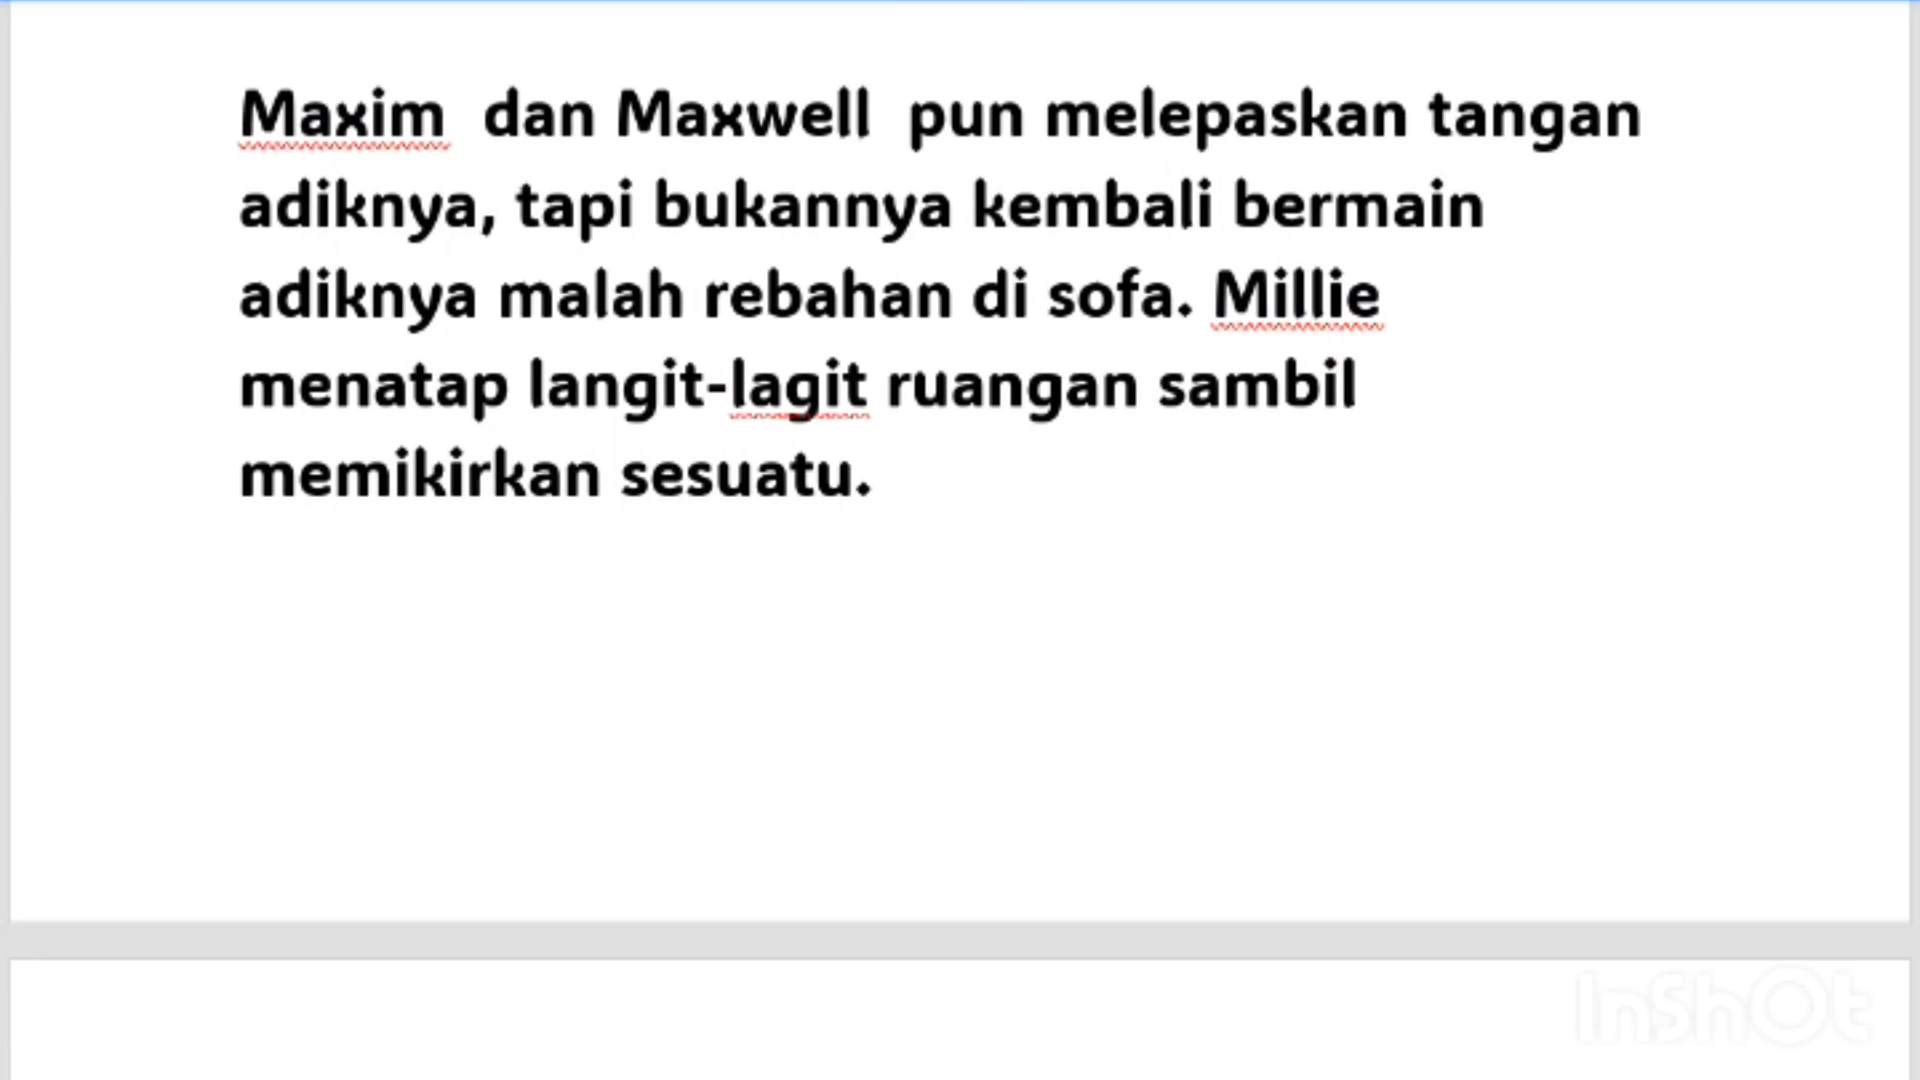 Maxim  dan Maxwell  pun melepaskan tangan
adiknya, tapi bukannya kembali bermain
adiknya malah rebahan di sofa. Millie
menatap langit-lagit ruangan sambil
memikirkan sesuatu.
InShOt